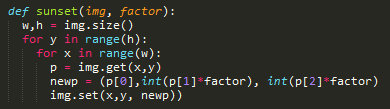 def sunset(img, factor):
    w,h = img.size()
    for y in range(h):
        for x in range(w):
            p = img.get(x,y)
            newp = (p[0],int(p[1]*factor), int(p[2]*factor)
            img.set(x,y, newp))